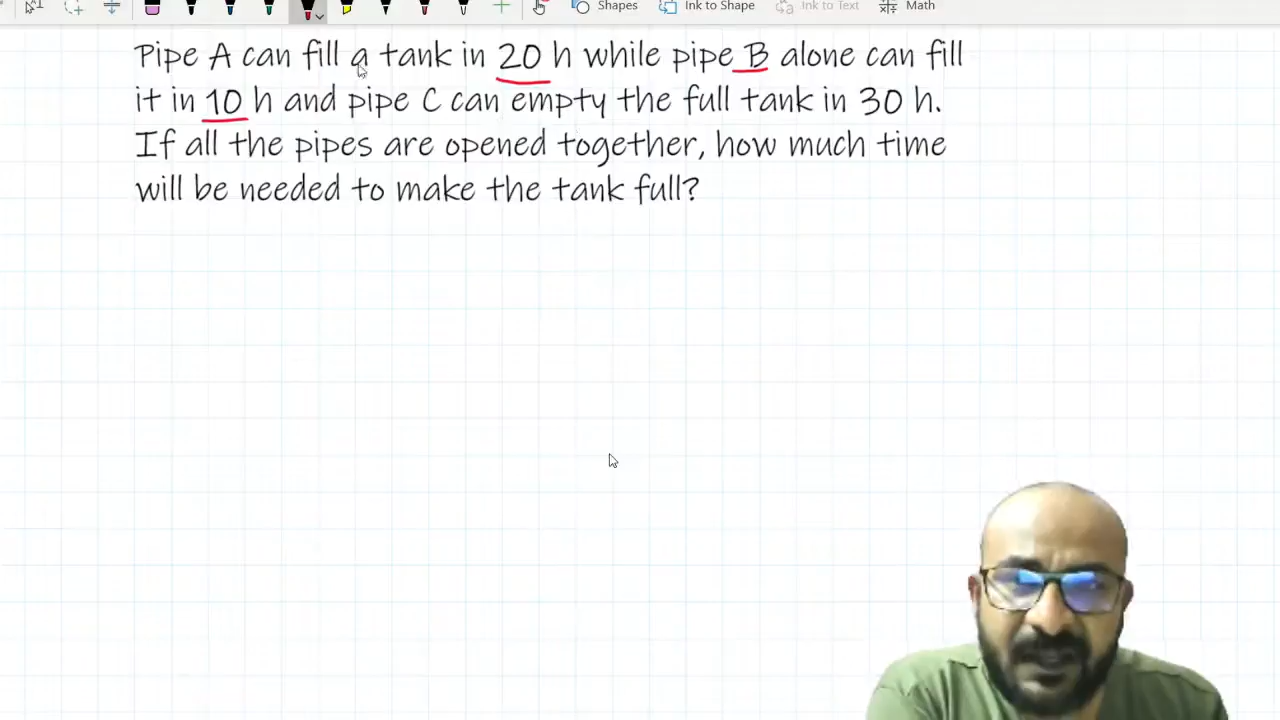 Shapes Ink to Shape Ink to Text Math
Pipe A can fill a tank in 20 h while pipe B alone can fill
it in 10 h and pipe C can empty the full tank in 30 h.
If all the pipes are opened together, how much time
will be needed to make the tank full?